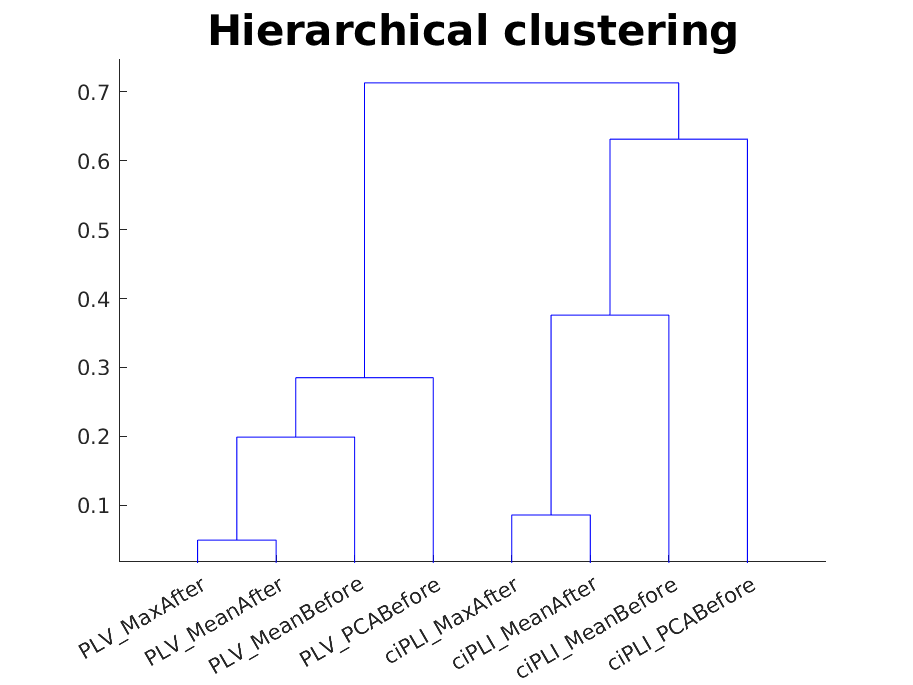 Hierarchical clustering
0.7
0.6
0.5
0.4
0.3
0.2
0.1
PLV_MaxAfter
PLV_MeanAfter
PLV_MeanBefore
PLV_PCABefore
ciPLI_MaxAfter
ciPLI_MeanAfter
ciPLI_MeanBefore
ciPLI_PCABefore